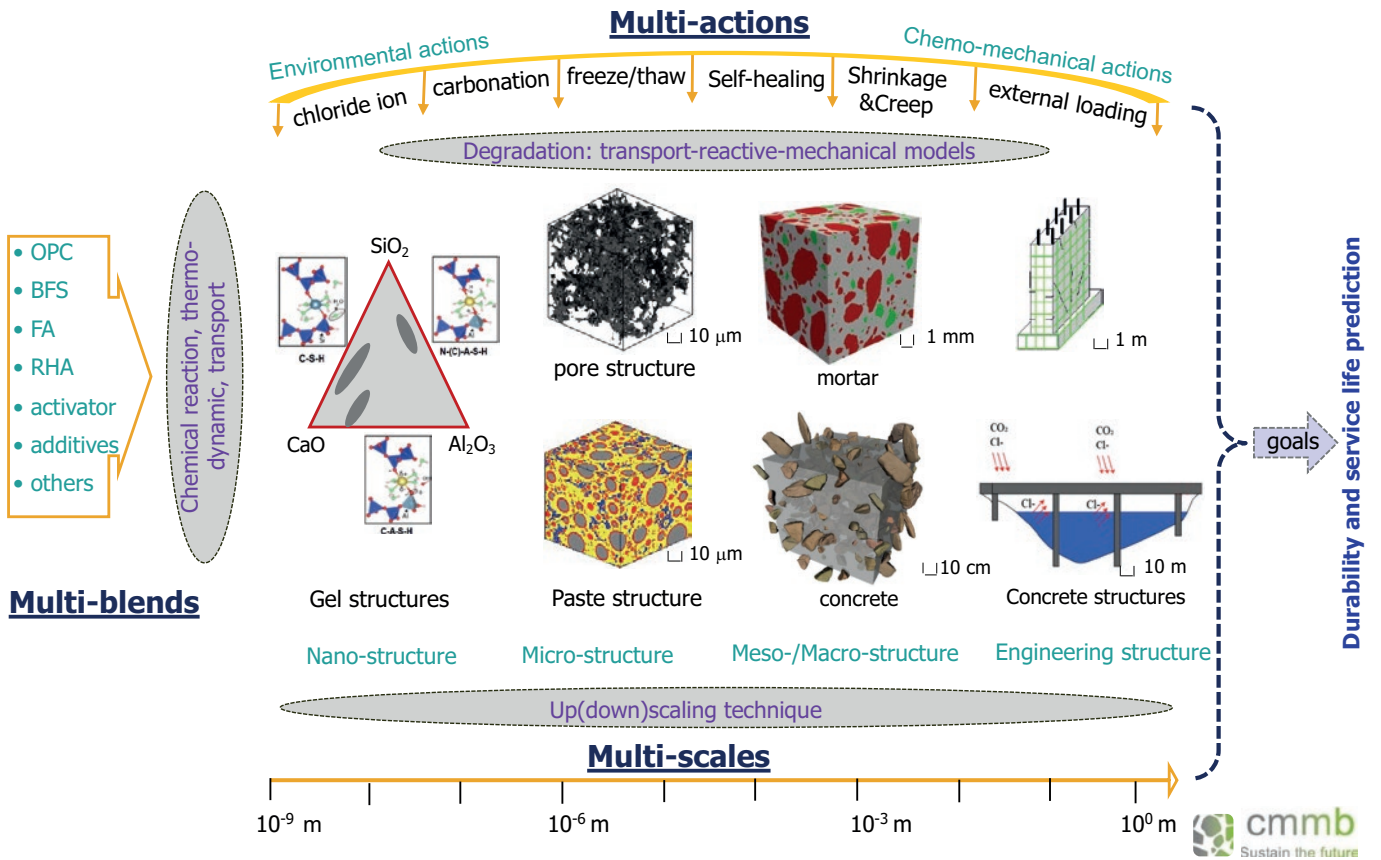 Multi-actions
Environmental actions
Chemo-mechanical actions
chloride ion
carbonation
freeze/thaw
Self-healing
Shrinkage
&Creep
external loading
Degradation: transport-reactive-mechanical models
• OPC
• BFS
• FA
• RHA
• activator
• additives
• others
Multi-blends
Chemical reaction, thermo-
dynamic, transport
SiO₂
CaO
Al₂O₃
C-S-H
N-(C)-A-S-H
C-A-S-H
Gel structures
10 μm
pore structure
10 μm
Paste structure
1 mm
mortar
10 cm
concrete
1 m
CO₂
Cl-
CO₂
Cl-
Cl-
Cl-
10 m
Concrete structures
Nano-structure
Micro-structure
Meso-/Macro-structure
Engineering structure
Up(down)scaling technique
Multi-scales
10⁻⁹ m
10⁻⁶ m
10⁻³ m
10⁰ m
goals
Durability and service life prediction
cmmb
Sustain the future